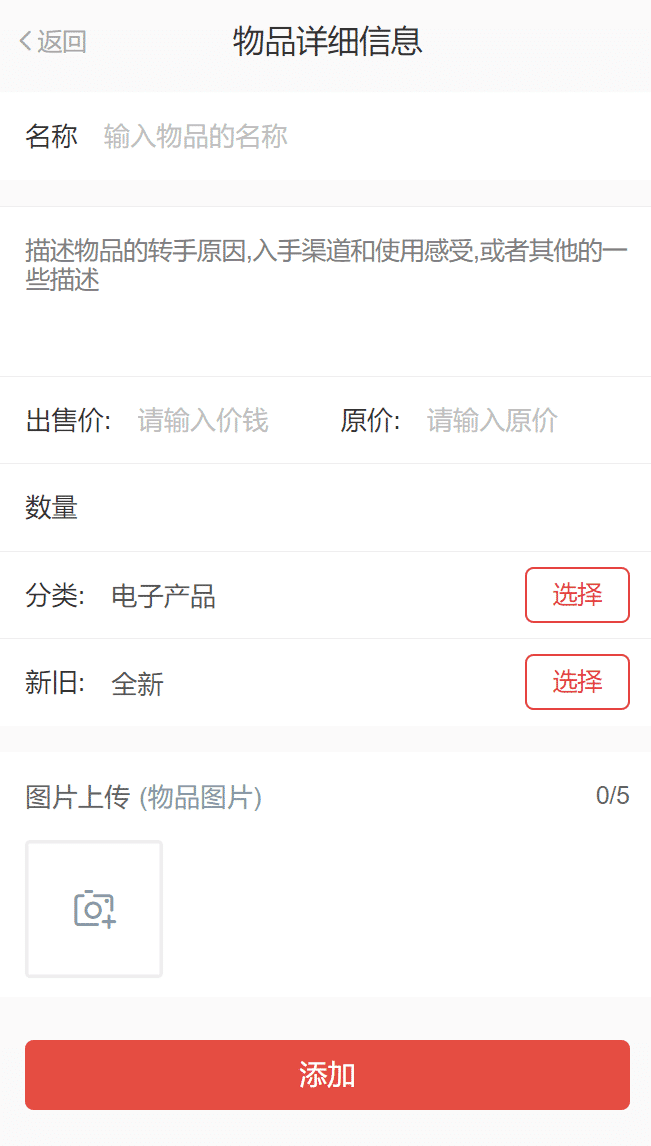 返回 物品详细信息
名称 输入物品的名称
描述物品的转手原因,入手渠道和使用感受,或者其他的一
些描述
出售价: 请输入价钱 原价: 请输入原价
数量
分类: 电子产品 选择
新旧: 全新 选择
图片上传 (物品图片) 0/5
添加